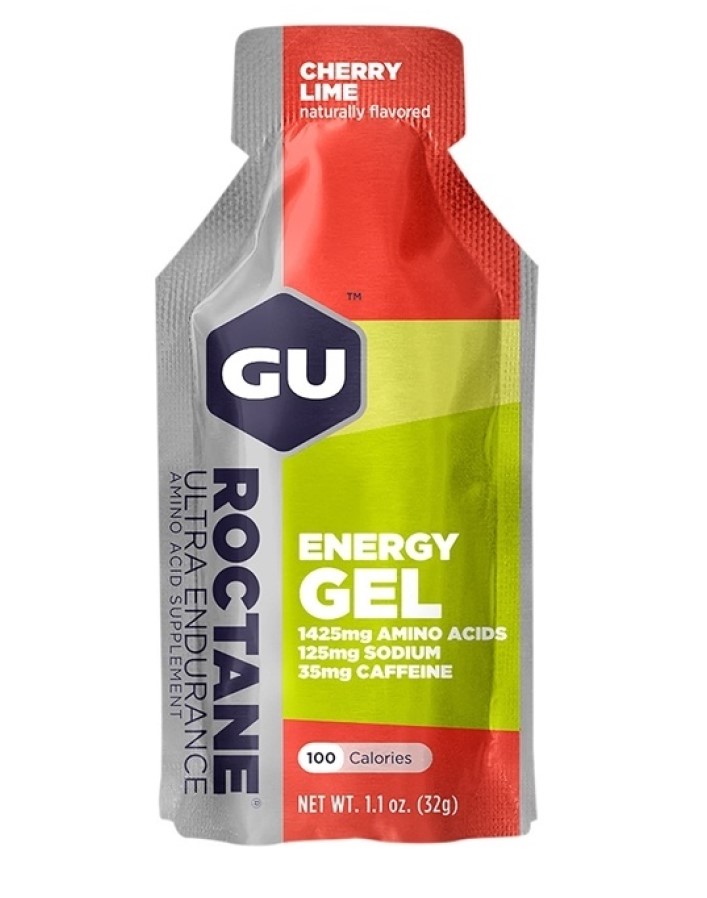 CHERRY
LIME
naturally flavored
™
GU
ROCTANE®
ULTRA ENDURANCE
AMINO ACID SUPPLEMENT
ENERGY
GEL
1425mg AMINO ACIDS
125mg SODIUM
35mg CAFFEINE
100 Calories
NET WT. 1.1 oz. (32g)